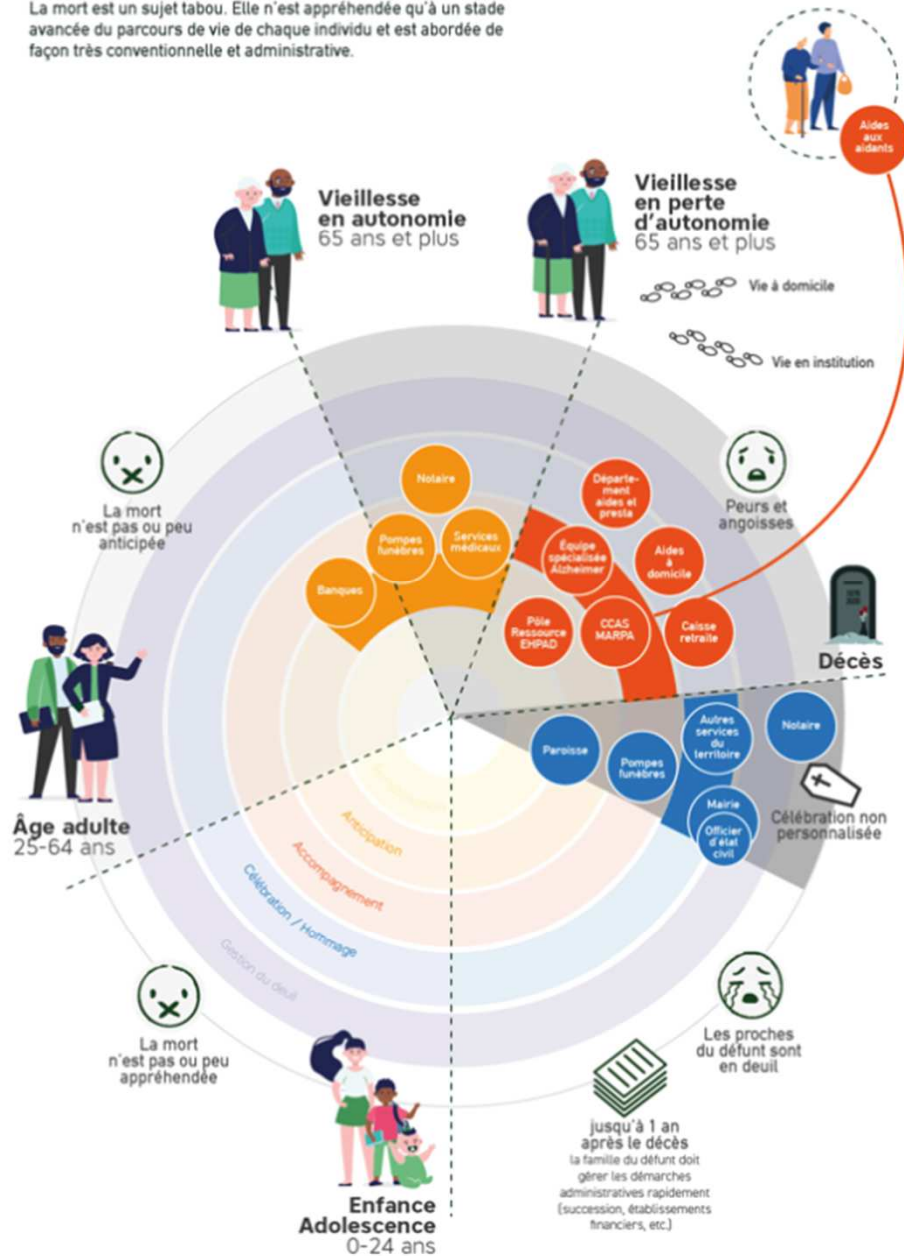 La mort est un sujet tabou. Elle n'est appréhendée qu'à un stade
avancée du parcours de vie de chaque individu et est abordée de
façon très conventionnelle et administrative.
Aides
aux
aidants
Vieillesse
en autonomie
65 ans et plus
Vieillesse
en perte
d'autonomie
65 ans et plus
Vie à domicile
Vie en institution
La mort
n'est pas ou peu
anticipée
Peurs et
angoisses
Notaire
Pompes
funèbres
Services
médicaux
Banques
Départe-
ment
aides et
presta
Équipe
spécialisée
Alzheimer
Aides
à
domicile
Pôle
Ressource
EHPAD
CCAS
MARPA
Caisse
retraite
Décès
Paroisse
Pompes
funèbres
Autres
services
du
territoire
Notaire
Mairie
Officier
d'état
civil
Célébration non
personnalisée
Âge adulte
25-64 ans
Anticipation
Accompagnement
Célébration / Hommage
Gestion du deuil
La mort
n'est pas ou peu
appréhendée
Les proches
du défunt sont
en deuil
jusqu'à 1 an
après le décès
la famille du défunt doit
gérer les démarches
administratives rapidement
(succession, établissements
financiers, etc.)
Enfance
Adolescence
0-24 ans